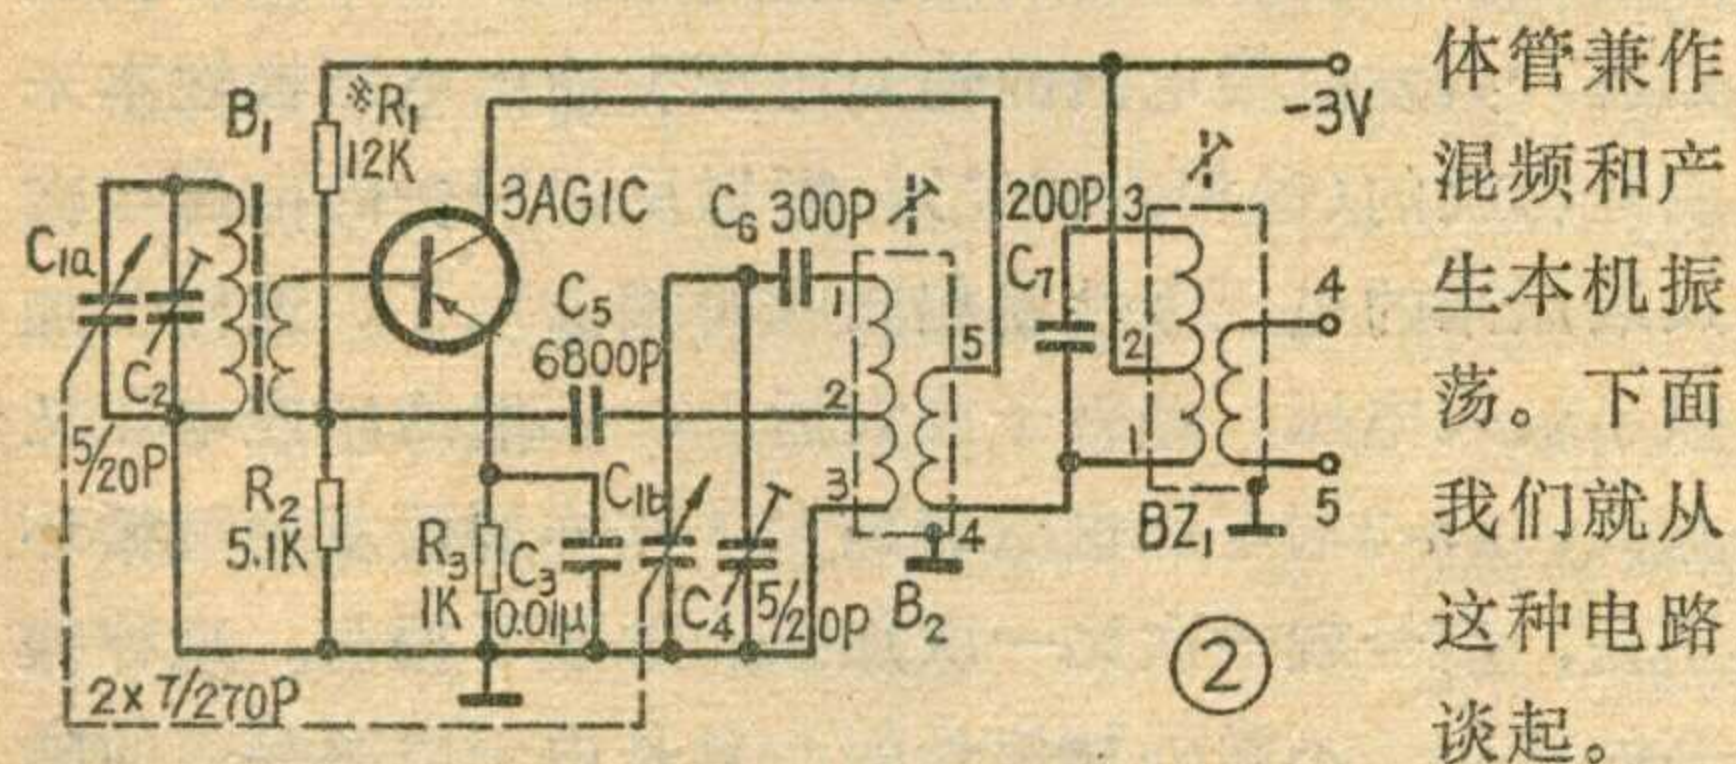 B₁
※R₁
12K
-3V
3AG1C
C₆ 300P
200P
3
C₁ₐ
C₂
5/20P
C₅
6800P
1
2
3
5
4
C₇
2
1
4
5
BZ₁
R₂
5.1K
R₃
1K
C₃
0.01μ
C₁b
C₄
5/20P
B₂
2×7/270P
②
体管兼作
混频和产
生本机振
荡。下面
我们就从
这种电路
谈起。